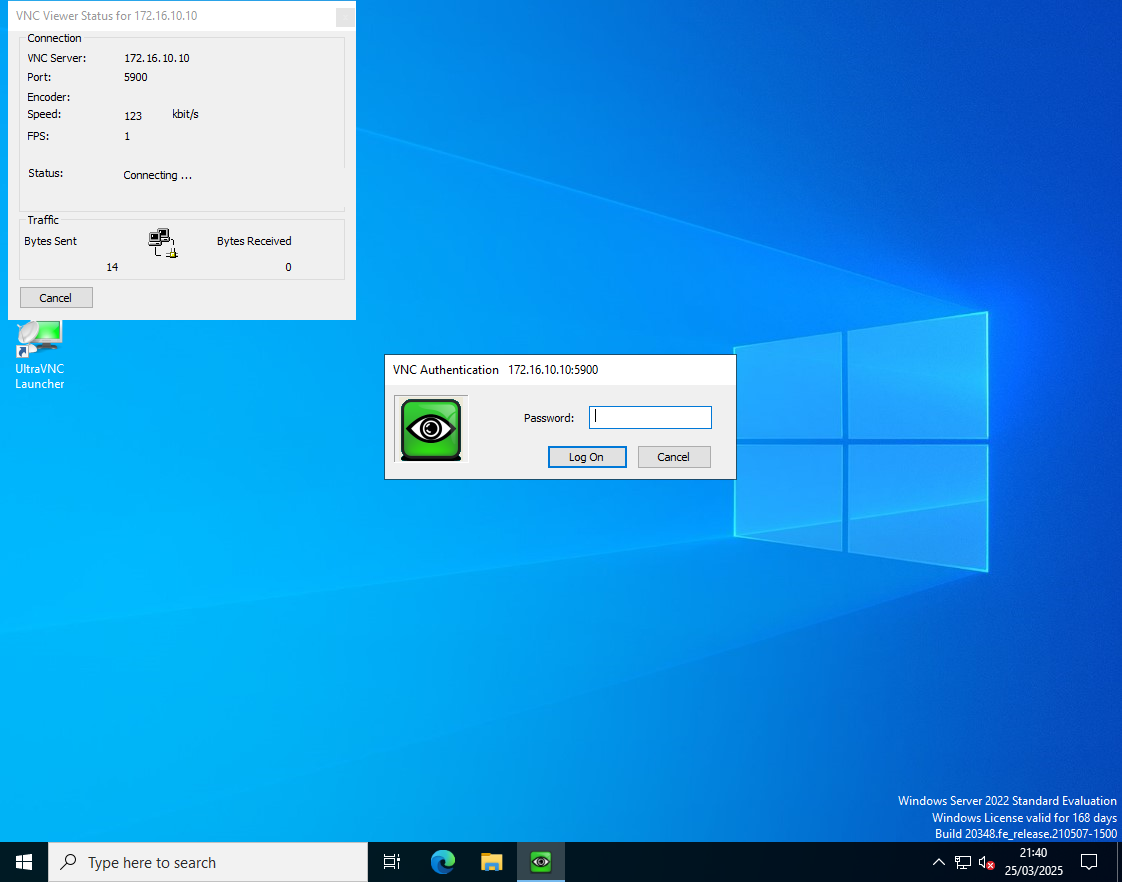 VNC Viewer Status for 172.16.10.10
Connection
VNC Server: 172.16.10.10
Port: 5900
Encoder:
Speed: 123 kbit/s
FPS: 1
Status: Connecting ...
Traffic
Bytes Sent Bytes Received
14 0
Cancel
UltraVNC
Launcher
VNC Authentication 172.16.10.10:5900
Password:
Log On Cancel
Windows Server 2022 Standard Evaluation
Windows License valid for 168 days
Build 20348.fe_release.210507-1500
Type here to search
21:40
25/03/2025